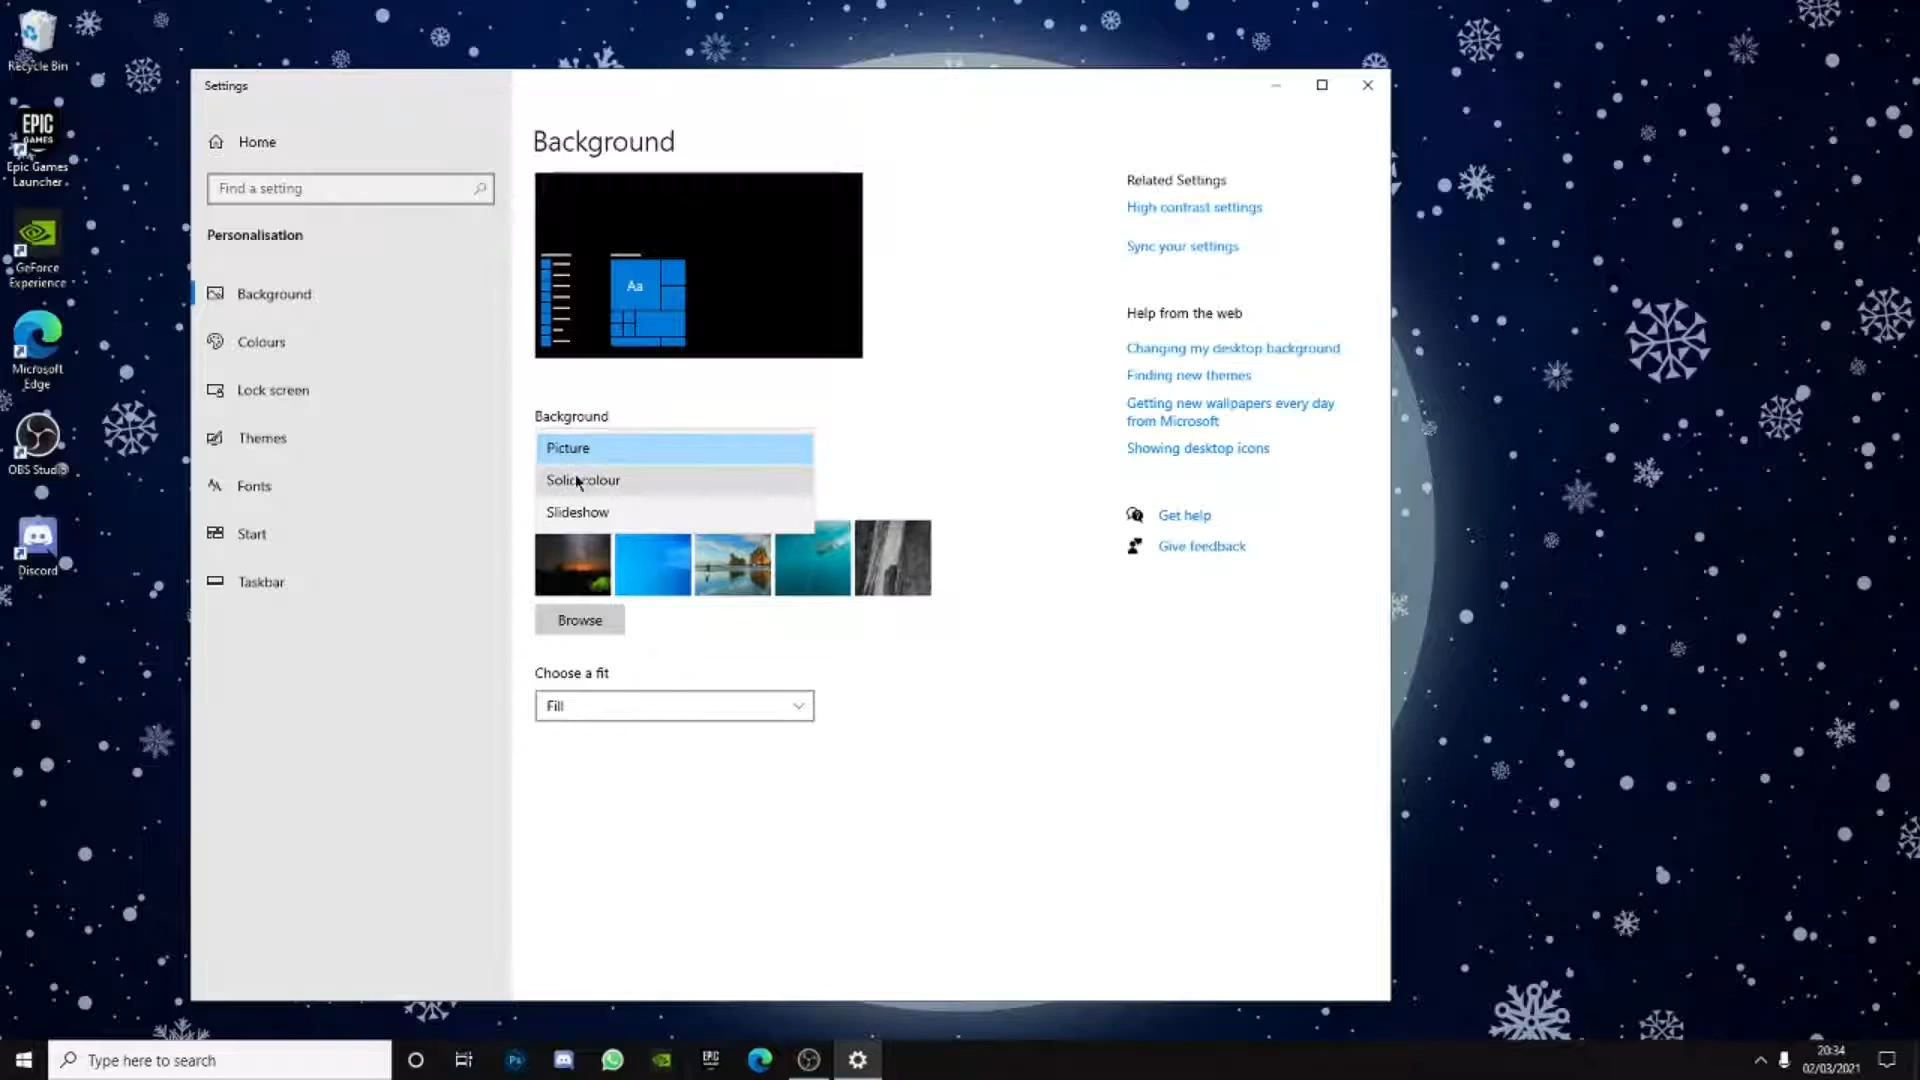 Recycle Bin
EPIC
GAMES
Epic Games
Launcher
GeForce
Experience
Microsoft
Edge
OBS Studio
Discord
Settings
Home
Find a setting
Personalisation
Background
Colours
Lock screen
Themes
Fonts
Start
Taskbar
Background
Aa
Background
Picture
Solid colour
Slideshow
Browse
Choose a fit
Fill
Related Settings
High contrast settings
Sync your settings
Help from the web
Changing my desktop background
Finding new themes
Getting new wallpapers every day
from Microsoft
Showing desktop icons
Get help
Give feedback
Type here to search
Ps
EPIC
20:34
02/03/2021